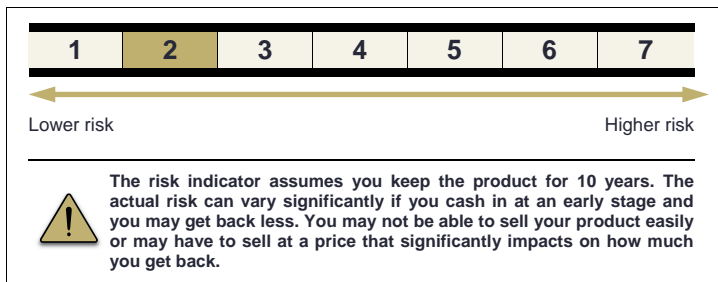 1 2 3 4 5 6 7
Lower risk Higher risk
The risk indicator assumes you keep the product for 10 years. The
actual risk can vary significantly if you cash in at an early stage and
you may get back less. You may not be able to sell your product easily
or may have to sell at a price that significantly impacts on how much
you get back.